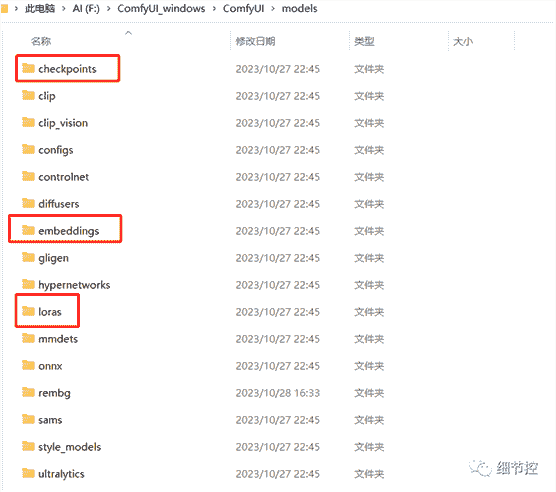 此电脑 > AI (F:) > ComfyUI_windows > ComfyUI > models
名称 修改日期 类型 大小
checkpoints 2023/10/27 22:45 文件夹
clip 2023/10/27 22:45 文件夹
clip_vision 2023/10/27 22:45 文件夹
configs 2023/10/27 22:45 文件夹
controlnet 2023/10/27 22:45 文件夹
diffusers 2023/10/27 22:45 文件夹
embeddings 2023/10/27 22:45 文件夹
gligen 2023/10/27 22:45 文件夹
hypernetworks 2023/10/27 22:45 文件夹
loras 2023/10/27 22:45 文件夹
mmdets 2023/10/27 22:45 文件夹
onnx 2023/10/27 22:45 文件夹
rembg 2023/10/28 16:33 文件夹
sams 2023/10/27 22:45 文件夹
style_models 2023/10/27 22:45 文件夹
ultralytics 2023/10/27 22:45 文件夹
细节控